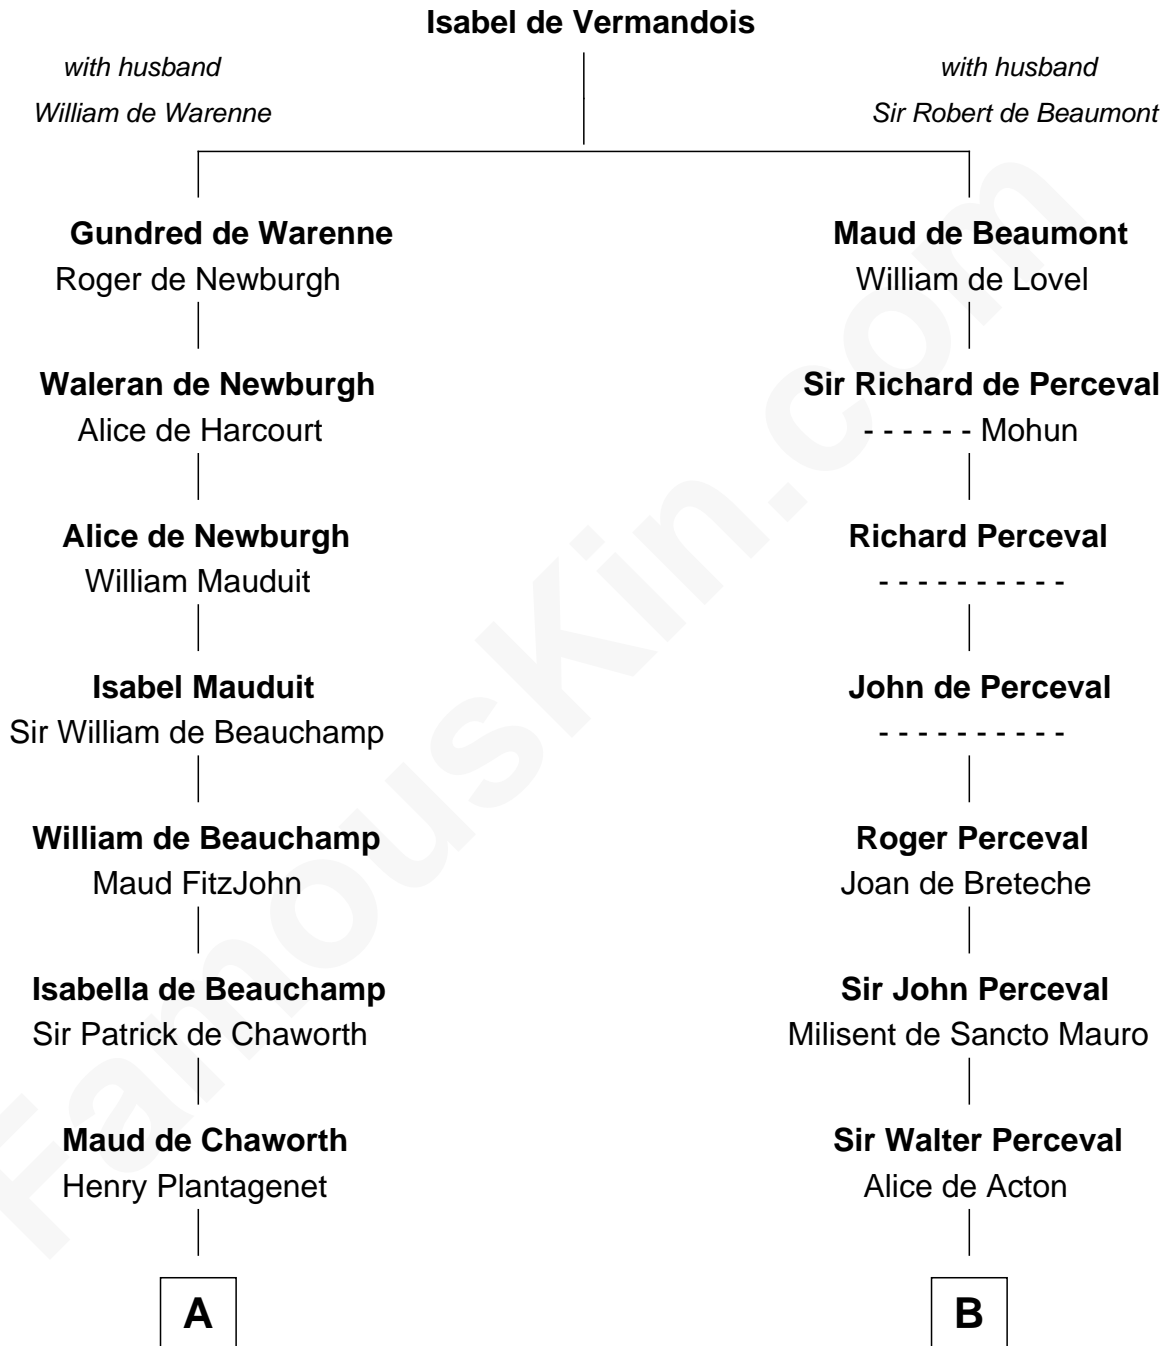 Isabel de Vermandois
with husband
William de Warenne
with husband
Sir Robert de Beaumont
Gundred de Warenne
Roger de Newburgh
Maud de Beaumont
William de Lovel
Waleran de Newburgh
Alice de Harcourt
Sir Richard de Perceval
- - - - - - Mohun
Alice de Newburgh
William Mauduit
Richard Perceval
- - - - - - - - - -
Isabel Mauduit
Sir William de Beauchamp
John de Perceval
- - - - - - - - - -
William de Beauchamp
Maud FitzJohn
Roger Perceval
Joan de Breteche
Isabella de Beauchamp
Sir Patrick de Chaworth
Sir John Perceval
Milisent de Sancto Mauro
Maud de Chaworth
Henry Plantagenet
Sir Walter Perceval
Alice de Acton
A
B
FamousKin.com